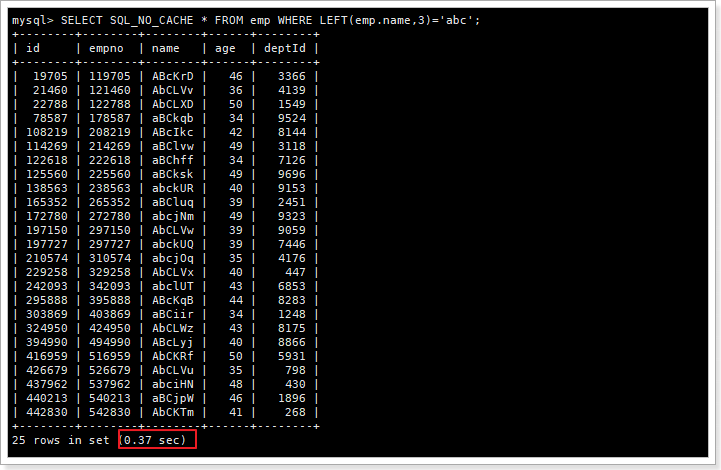 mysql> SELECT SQL_NO_CACHE * FROM emp WHERE LEFT(emp.name,3)='abc';
+--------+--------+--------+------+--------+
| id     | empno  | name   | age  | deptId |
+--------+--------+--------+------+--------+
|  19705 | 119705 | ABcKrD |   46 |   3366 |
|  21460 | 121460 | AbCLVv |   36 |   4139 |
|  22788 | 122788 | AbCLXD |   50 |   1549 |
|  78587 | 178587 | aBCkqb |   34 |   9524 |
| 108219 | 208219 | ABcIkc |   42 |   8144 |
| 114269 | 214269 | aBClvw |   49 |   3118 |
| 122618 | 222618 | aBChff |   34 |   7126 |
| 125560 | 225560 | aBCksk |   49 |   9696 |
| 138563 | 238563 | abckUR |   40 |   9153 |
| 165352 | 265352 | aBCluq |   39 |   2451 |
| 172780 | 272780 | abcjNm |   49 |   9323 |
| 197150 | 297150 | AbCLVw |   39 |   9059 |
| 197727 | 297727 | abckUQ |   39 |   7446 |
| 210574 | 310574 | abcjOq |   35 |   4176 |
| 229258 | 329258 | AbCLVx |   40 |    447 |
| 242093 | 342093 | abclUT |   43 |   6853 |
| 295888 | 395888 | ABcKqB |   44 |   8283 |
| 303869 | 403869 | aBCiir |   34 |   1248 |
| 324950 | 424950 | AbCLWz |   43 |   8175 |
| 394990 | 494990 | ABcLyj |   40 |   8866 |
| 416959 | 516959 | AbCKRf |   50 |   5931 |
| 426679 | 526679 | AbCLVu |   35 |    798 |
| 437962 | 537962 | abciHN |   48 |    430 |
| 440213 | 540213 | aBCjpW |   46 |   1896 |
| 442830 | 542830 | AbCKTm |   41 |    268 |
+--------+--------+--------+------+--------+
25 rows in set (0.37 sec)